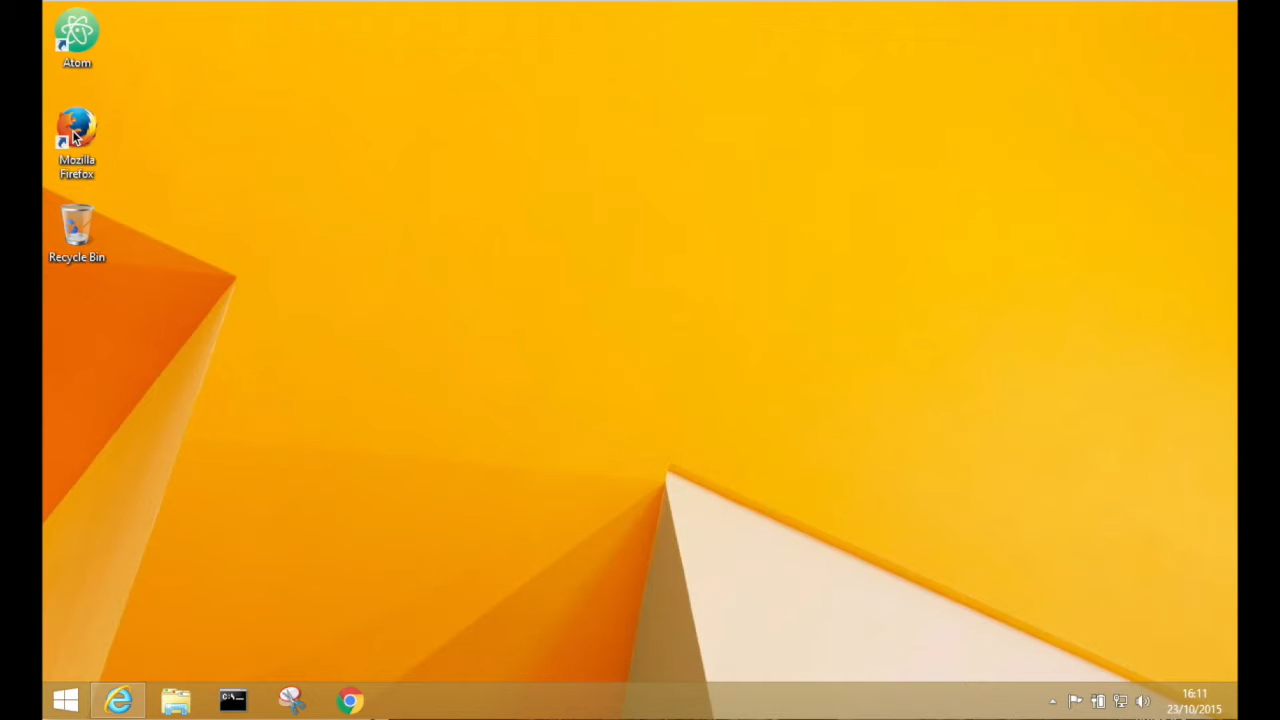 Atom
Mozilla
Firefox
Recycle Bin
C:\_
16:11
23/10/2015